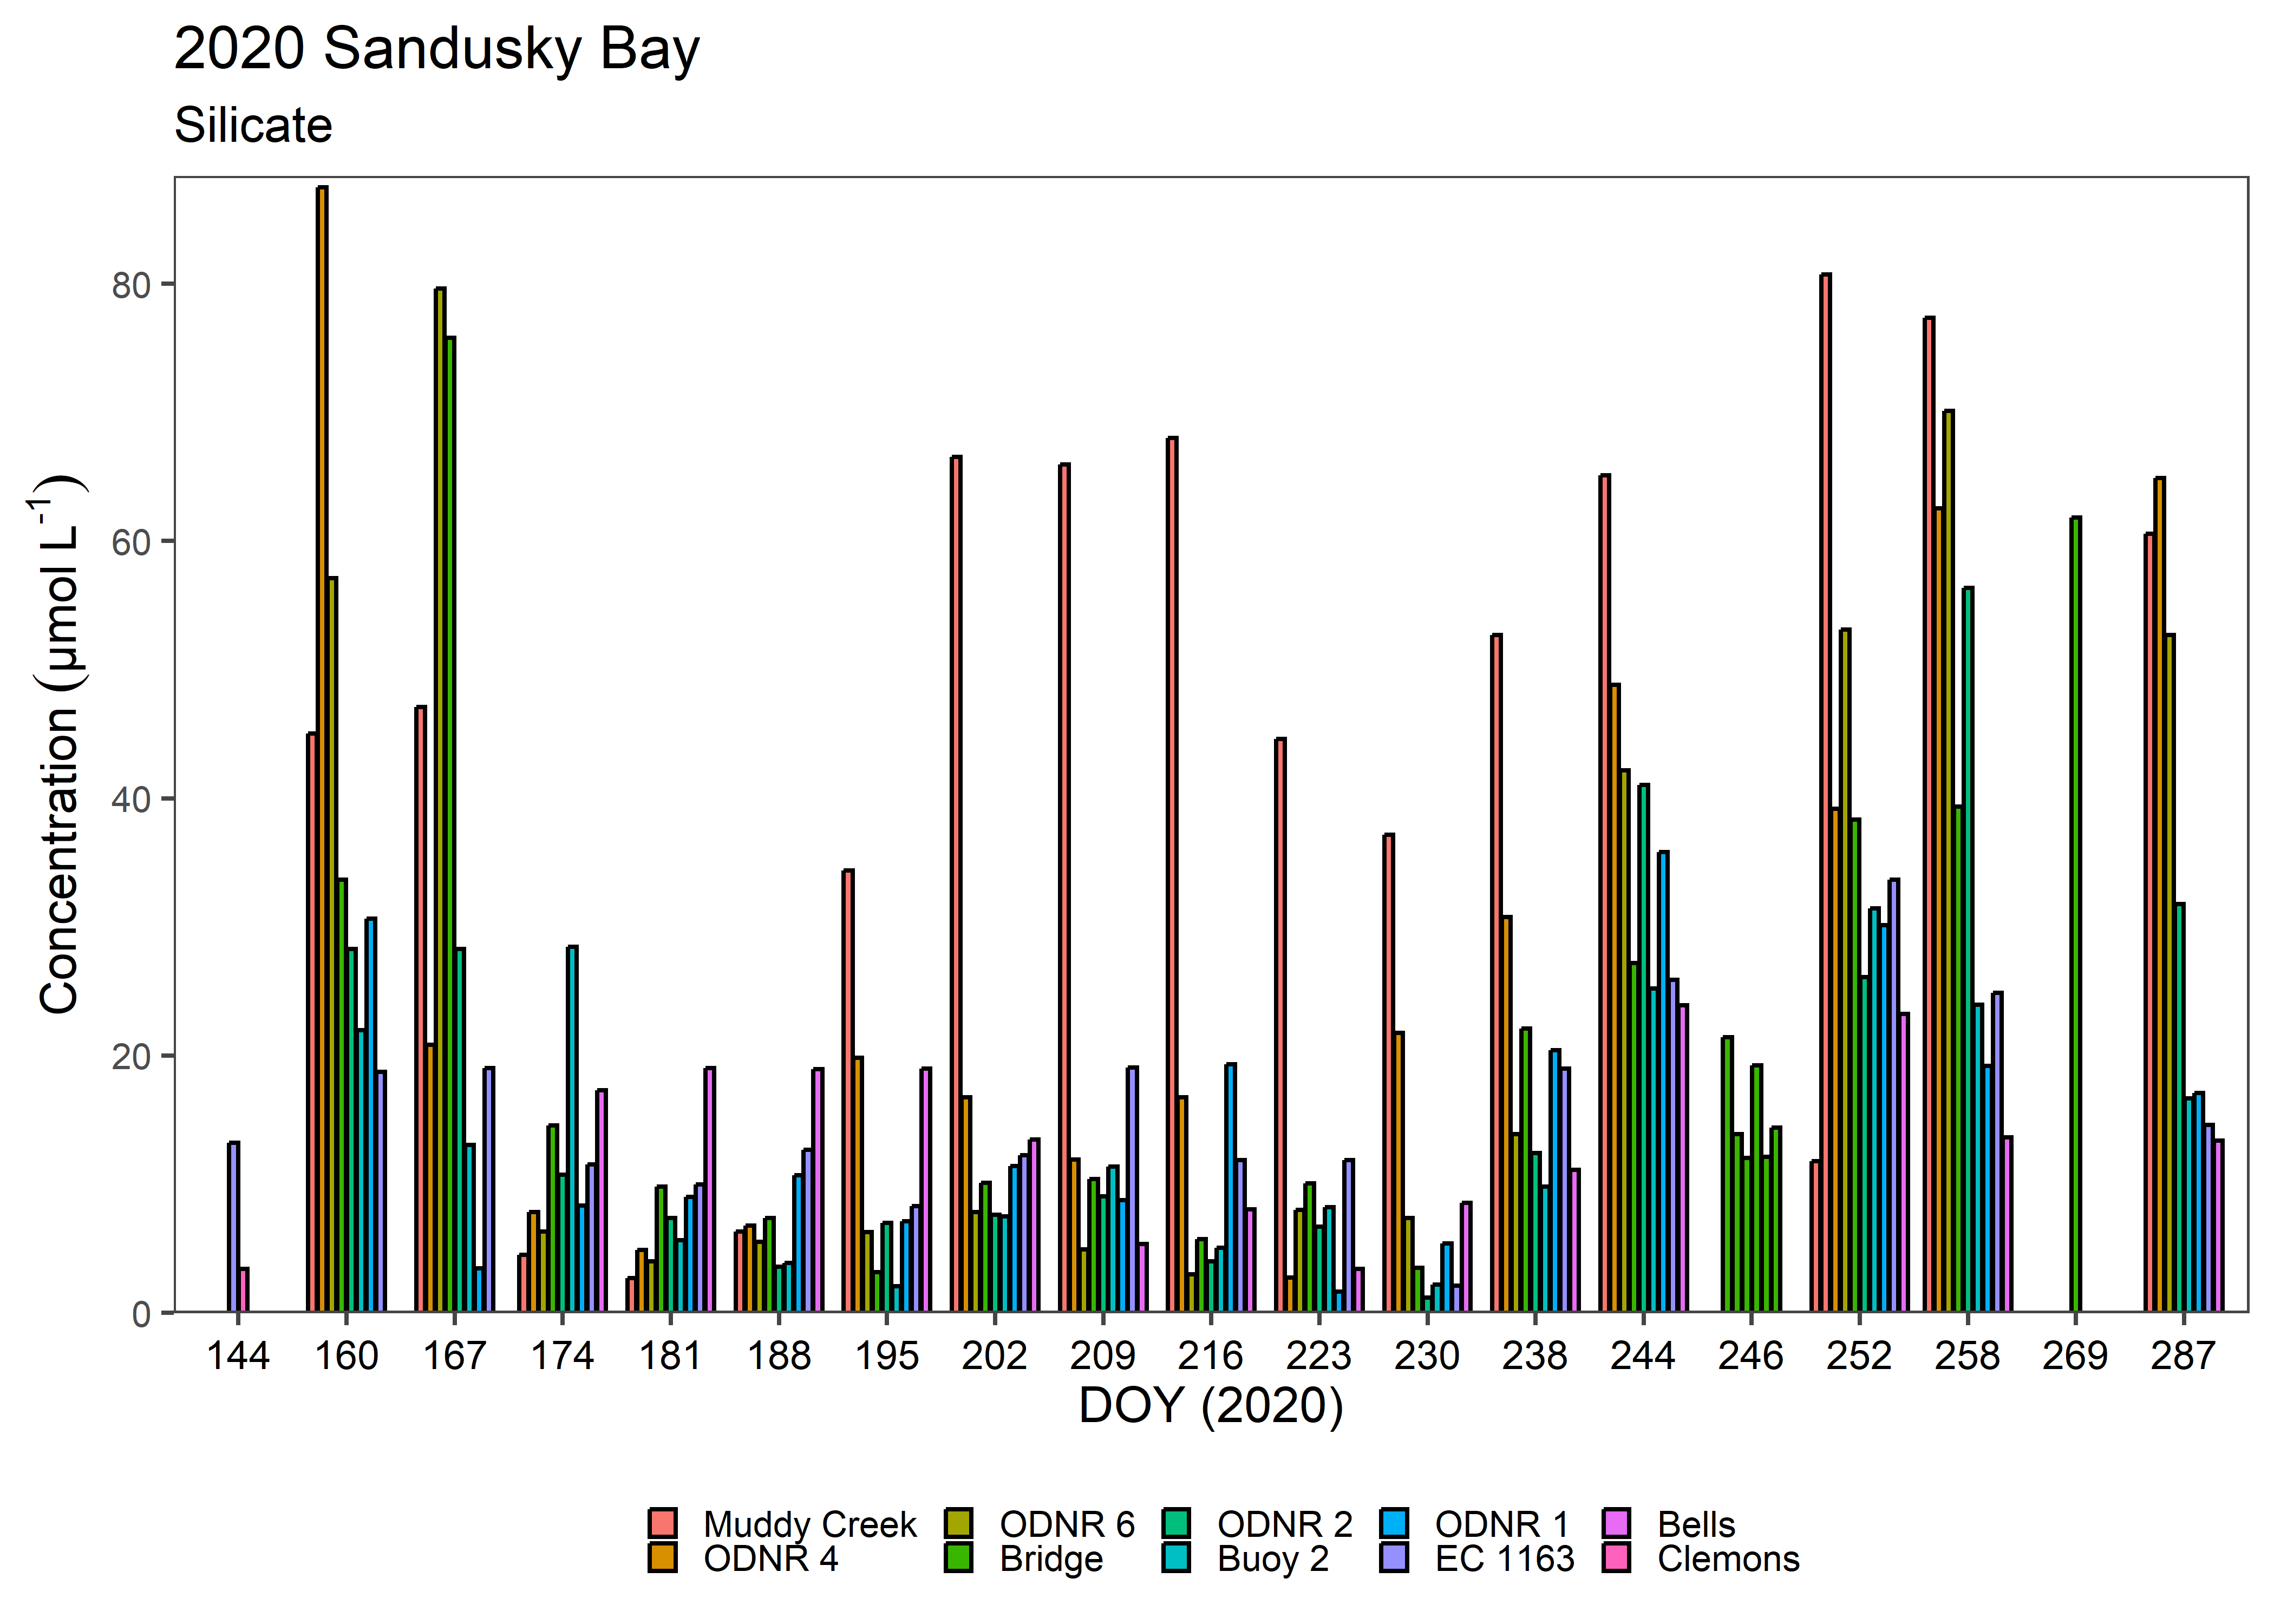 2020 Sandusky Bay
Silicate
Concentration (µmol L⁻¹)
80
60
40
20
0
144 160 167 174 181 188 195 202 209 216 223 230 238 244 246 252 258 269 287
DOY (2020)
Muddy Creek ODNR 6 ODNR 2 ODNR 1 Bells
ODNR 4 Bridge Buoy 2 EC 1163 Clemons